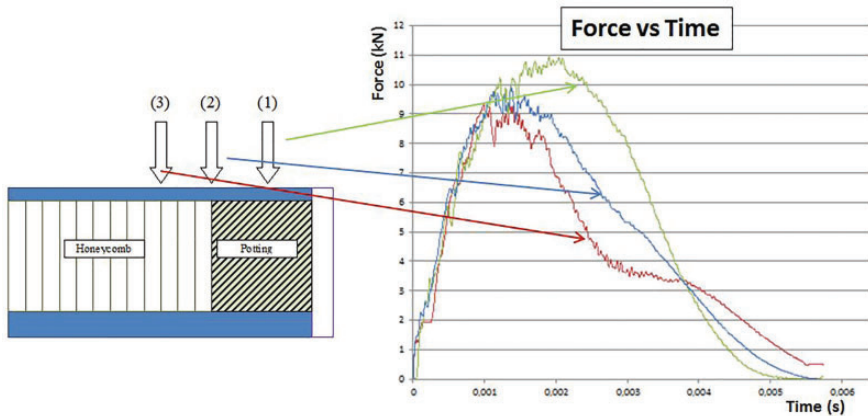 (3) (2) (1)
Honeycomb
Potting
Force vs Time
Force (kN)
12
11
10
9
8
7
6
5
4
3
2
1
0
0 0,001 0,002 0,003 0,004 0,005 0,006
Time (s)